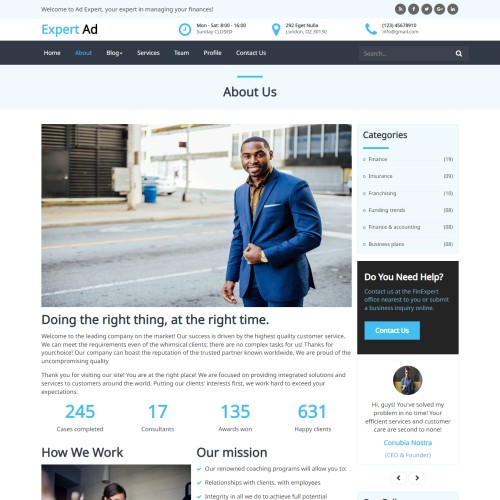 Welcome to Ad Expert, your expert in managing your finances!
Expert Ad
Mon - Sat: 8:00 - 16:00
Sunday CLOSED
292 Eget Nulla
London, OZ 30130
(123) 45678910
info@gmail.com
Home About Blog Services Team Profile Contact Us
Search...
About Us
Categories
Finance (19)
Insurance (09)
Franchising (10)
Funding trends (08)
Finance & accounting (08)
Business plans (08)
Do You Need Help?
Contact us at the FinExpert
office nearest to you or submit
a business inquiry online.
Contact Us
Doing the right thing, at the right time.
Welcome to the leading company on the market! Our success is driven by the highest quality customer service.
We can meet the requirements even of the whimsical clients; there are no complex tasks for us! Thanks for
yourchoice! Our company can boast the reputation of the trusted partner known worldwide. We are proud of the
uncompromising quality
Thank you for visiting our site! You are at the right place! We are focused on providing integrated solutions and
services to customers around the world. Putting our clients' interests first, we work hard to exceed your
expectations.
245 17 135 631
Cases completed Consultants Awards won Happy clients
Hi, guys! You've solved my
problem in no time! Your
efficient services and customer
care are second to none!
Conubia Nostra
(CEO & Founder)
How We Work
Our mission
Our renowned coaching programs will allow you to:
Relationships with clients, with employees
Integrity in all we do to achieve full potential